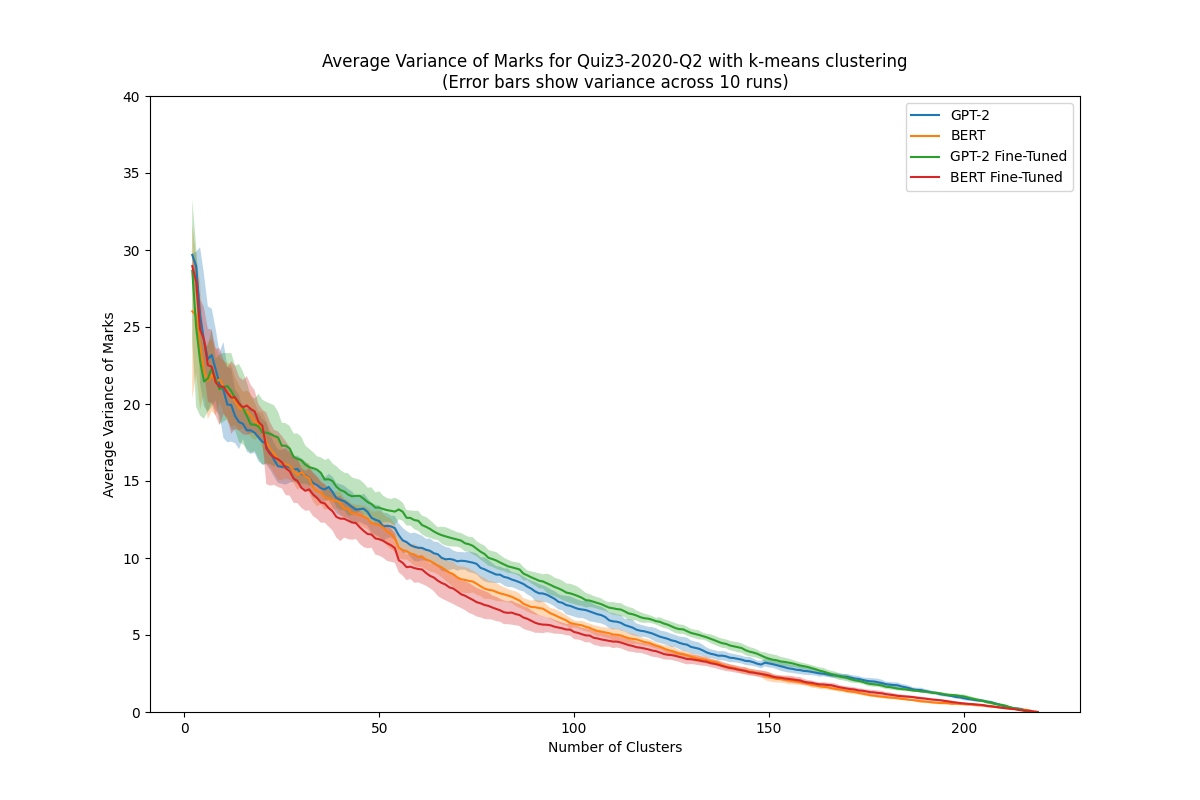 Average Variance of Marks for Quiz3-2020-Q2 with k-means clustering
(Error bars show variance across 10 runs)
GPT-2
BERT
GPT-2 Fine-Tuned
BERT Fine-Tuned
Average Variance of Marks
40
35
30
25
20
15
10
5
0
0 50 100 150 200
Number of Clusters